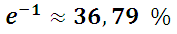 e⁻¹ ≈ 36,79 %